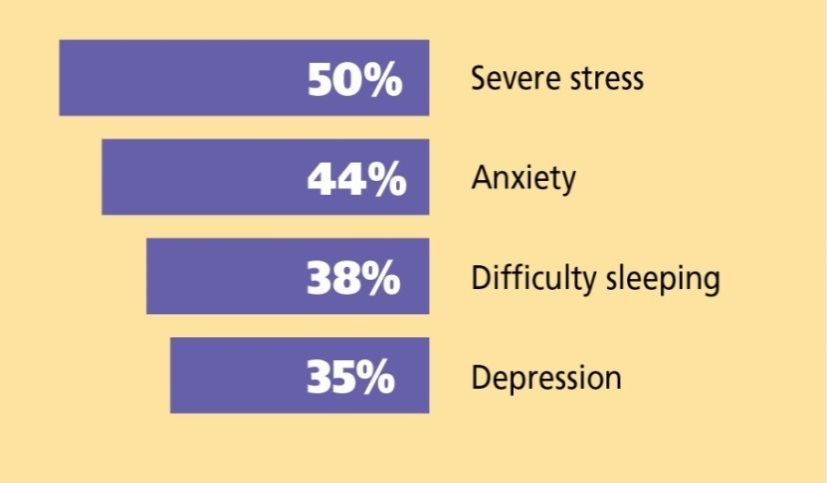 50% Severe stress
44% Anxiety
38% Difficulty sleeping
35% Depression